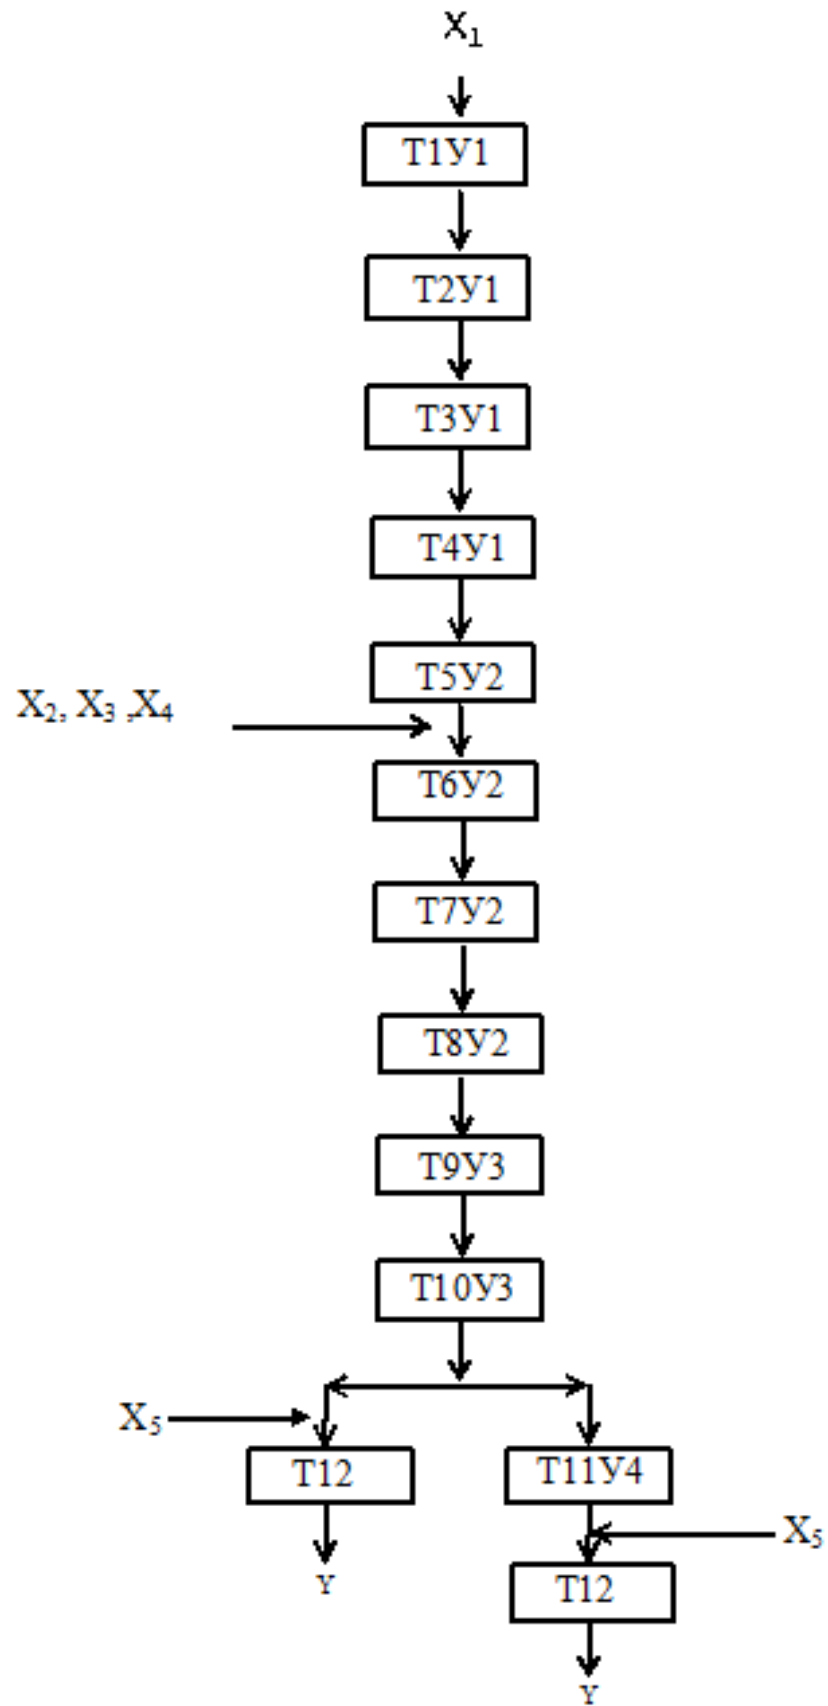 X₁
Т1У1
Т2У1
Т3У1
Т4У1
Т5У2
X₂, X₃ ,X₄
Т6У2
Т7У2
Т8У2
Т9У3
Т10У3
X₅
Т12
Т11У4
X₅
Y
Т12
Y